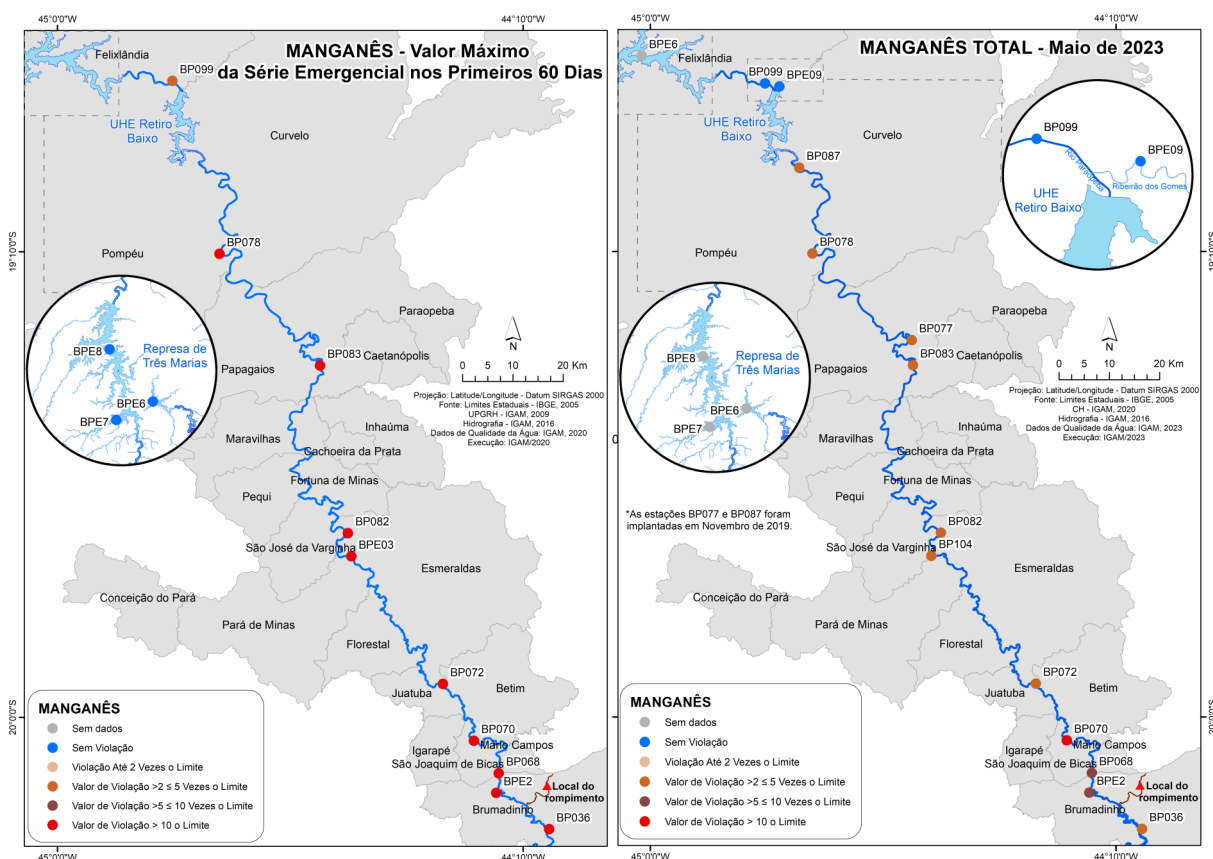 45°0'0"W
44°10'0"W
MANGANÊS - Valor Máximo
da Série Emergencial nos Primeiros 60 Dias
Felixlândia
BP099
UHE Retiro
Baixo
Curvelo
19°10'0"S
BP078
Pompéu
Paraopeba
N
BPE8
Represa de
Três Marias
BPE6
BPE7
BP083
Caetanópolis
Papagaios
0 5 10 20 Km
Projeção: Latitude/Longitude - Datum SIRGAS 2000
Fonte: Limites Estaduais - IBGE, 2005
UPGRH - IGAM, 2009
Hidrografia - IGAM, 2016
Dados de Qualidade da Água: IGAM, 2020
Execução: IGAM/2020
Inhaúma
Maravilhas
Cachoeira da Prata
Fortuna de Minas
Pequi
BP082
São José da Varginha
BPE03
Esmeraldas
Conceição do Pará
Pará de Minas
Florestal
BP072
Juatuba
Betim
20°0'0"S
BP070
Igarapé
Mário Campos
São Joaquim de Bicas
BP068
BPE2
Local do
rompimento
Brumadinho
BP036
MANGANÊS
Sem dados
Sem Violação
Violação Até 2 Vezes o Limite
Valor de Violação >2 ≤ 5 Vezes o Limite
Valor de Violação >5 ≤ 10 Vezes o Limite
Valor de Violação > 10 o Limite
45°0'0"W
44°10'0"W
45°0'0"W
44°10'0"W
MANGANÊS TOTAL - Maio de 2023
BPE6
Felixlândia
BP099
BPE09
UHE Retiro
Baixo
Curvelo
BP087
BP099
BPE09
Rio Paraopeba
Ribeirão dos Gomes
UHE
Retiro Baixo
19°10'0"S
BP078
Pompéu
Paraopeba
N
BP077
BPE8
Represa de
Três Marias
BPE6
BPE7
BP083
Caetanópolis
Papagaios
0 5 10 20 Km
Projeção: Latitude/Longitude - Datum SIRGAS 2000
Fonte: Limites Estaduais - IBGE, 2005
CH - IGAM, 2020
Hidrografia - IGAM, 2016
Dados de Qualidade da Água: IGAM, 2023
Execução: IGAM/2023
Inhaúma
Maravilhas
Cachoeira da Prata
Fortuna de Minas
Pequi
*As estações BP077 e BP087 foram
implantadas em Novembro de 2019.
BP082
São José da Varginha
BP104
Esmeraldas
Conceição do Pará
Pará de Minas
Florestal
BP072
Juatuba
Betim
20°0'0"S
BP070
Igarapé
Mário Campos
São Joaquim de Bicas
BP068
BPE2
Local do
rompimento
Brumadinho
BP036
MANGANÊS
Sem dados
Sem Violação
Violação Até 2 Vezes o Limite
Valor de Violação >2 ≤ 5 Vezes o Limite
Valor de Violação >5 ≤ 10 Vezes o Limite
Valor de Violação > 10 o Limite
45°0'0"W
44°10'0"W